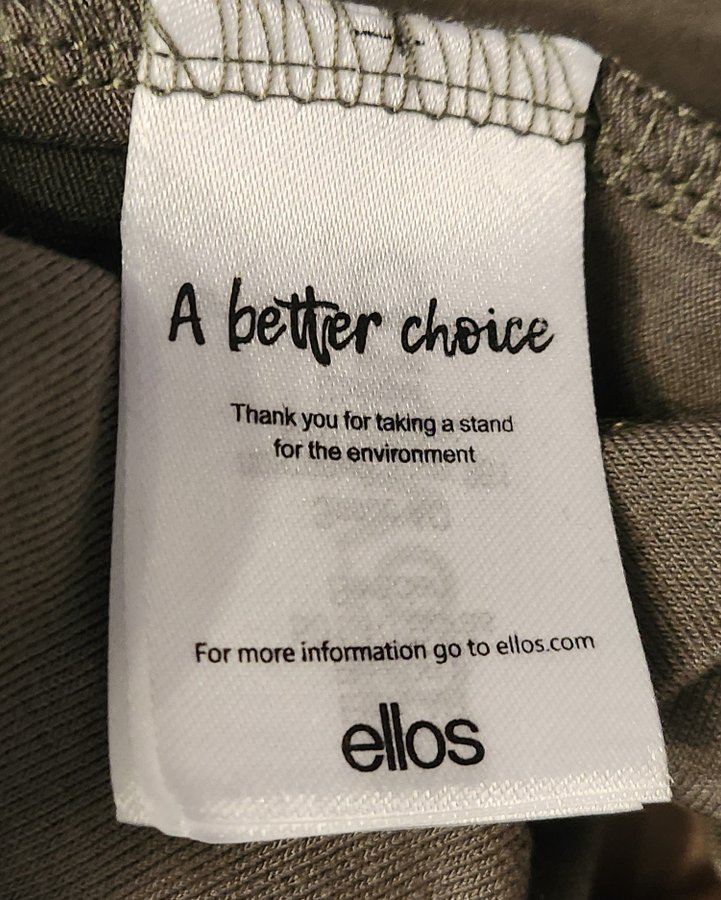 A better choice
Thank you for taking a stand
for the environment
For more information go to ellos.com
ellos